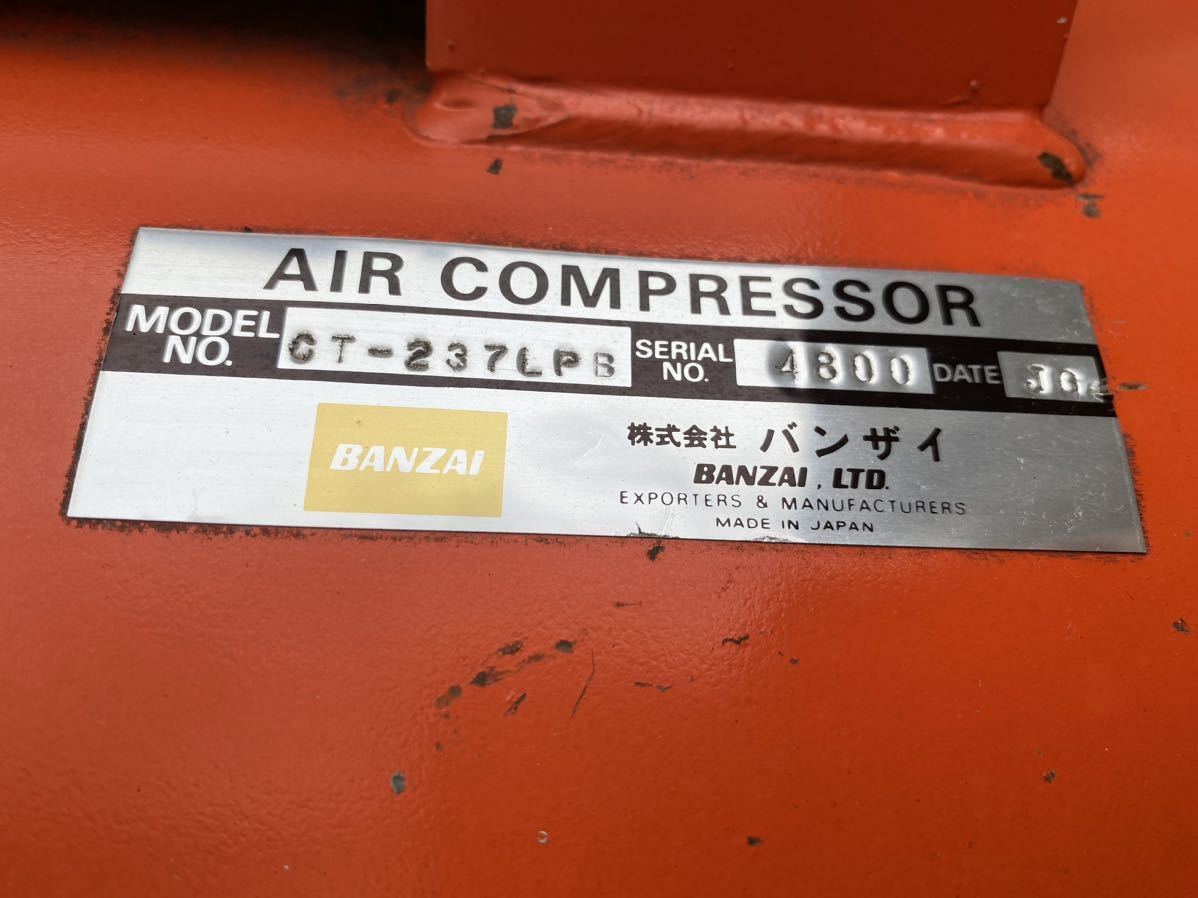 AIR COMPRESSOR
MODEL NO. CT-237LPB SERIAL NO. 4800 DATE JG
BANZAI
株式会社 バンザイ
BANZAI, LTD.
EXPORTERS & MANUFACTURERS
MADE IN JAPAN